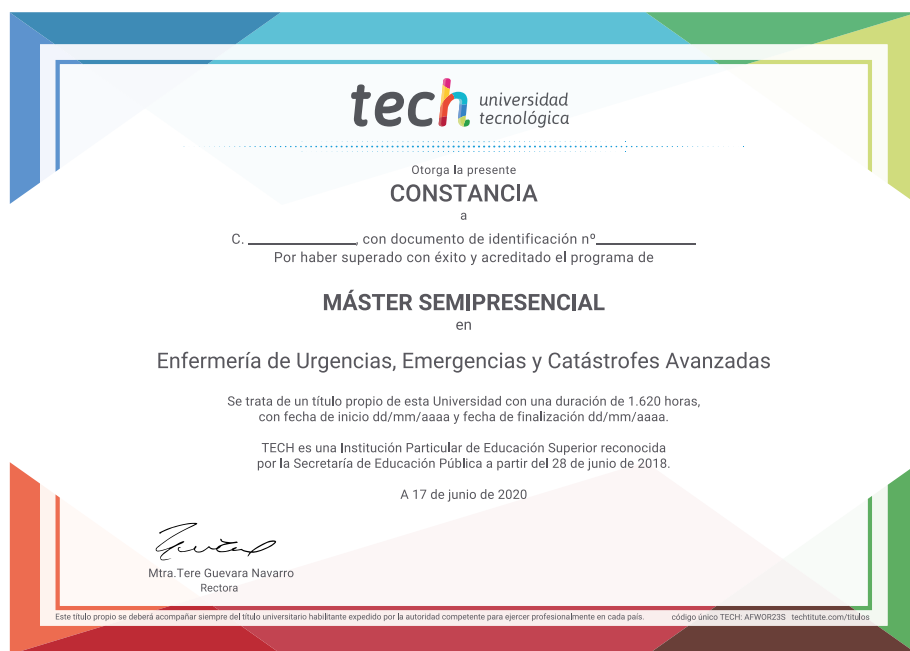 tech universidad
tecnológica
Otorga la presente
CONSTANCIA
a
C. ____________, con documento de identificación nº____________
Por haber superado con éxito y acreditado el programa de
MÁSTER SEMIPRESENCIAL
en
Enfermería de Urgencias, Emergencias y Catástrofes Avanzadas
Se trata de un título propio de esta Universidad con una duración de 1.620 horas,
con fecha de inicio dd/mm/aaaa y fecha de finalización dd/mm/aaaa.
TECH es una Institución Particular de Educación Superior reconocida
por la Secretaría de Educación Pública a partir del 28 de junio de 2018.
A 17 de junio de 2020
Mtra.Tere Guevara Navarro
Rectora
Este título propio se deberá acompañar siempre del título universitario habilitante expedido por la autoridad competente para ejercer profesionalmente en cada país. código único TECH: AFWOR23S techtitute.com/titulos